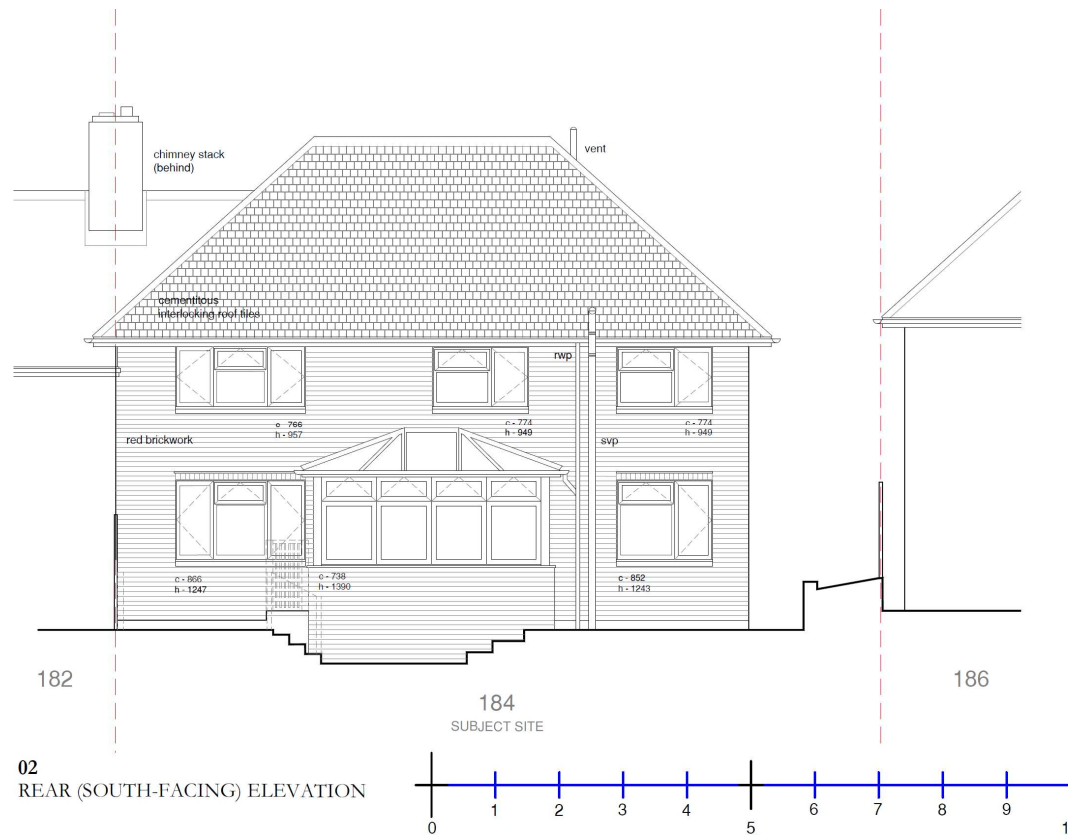 chimney stack
(behind)
vent
cementitous
interlocking roof tiles
rwp
c - 766
h - 957
c - 774
h - 949
c - 774
h - 949
red brickwork
svp
c - 866
h - 1247
c - 738
h - 1390
c - 852
h - 1243
182
184
SUBJECT SITE
186
02
REAR (SOUTH-FACING) ELEVATION
0 1 2 3 4 5 6 7 8 9